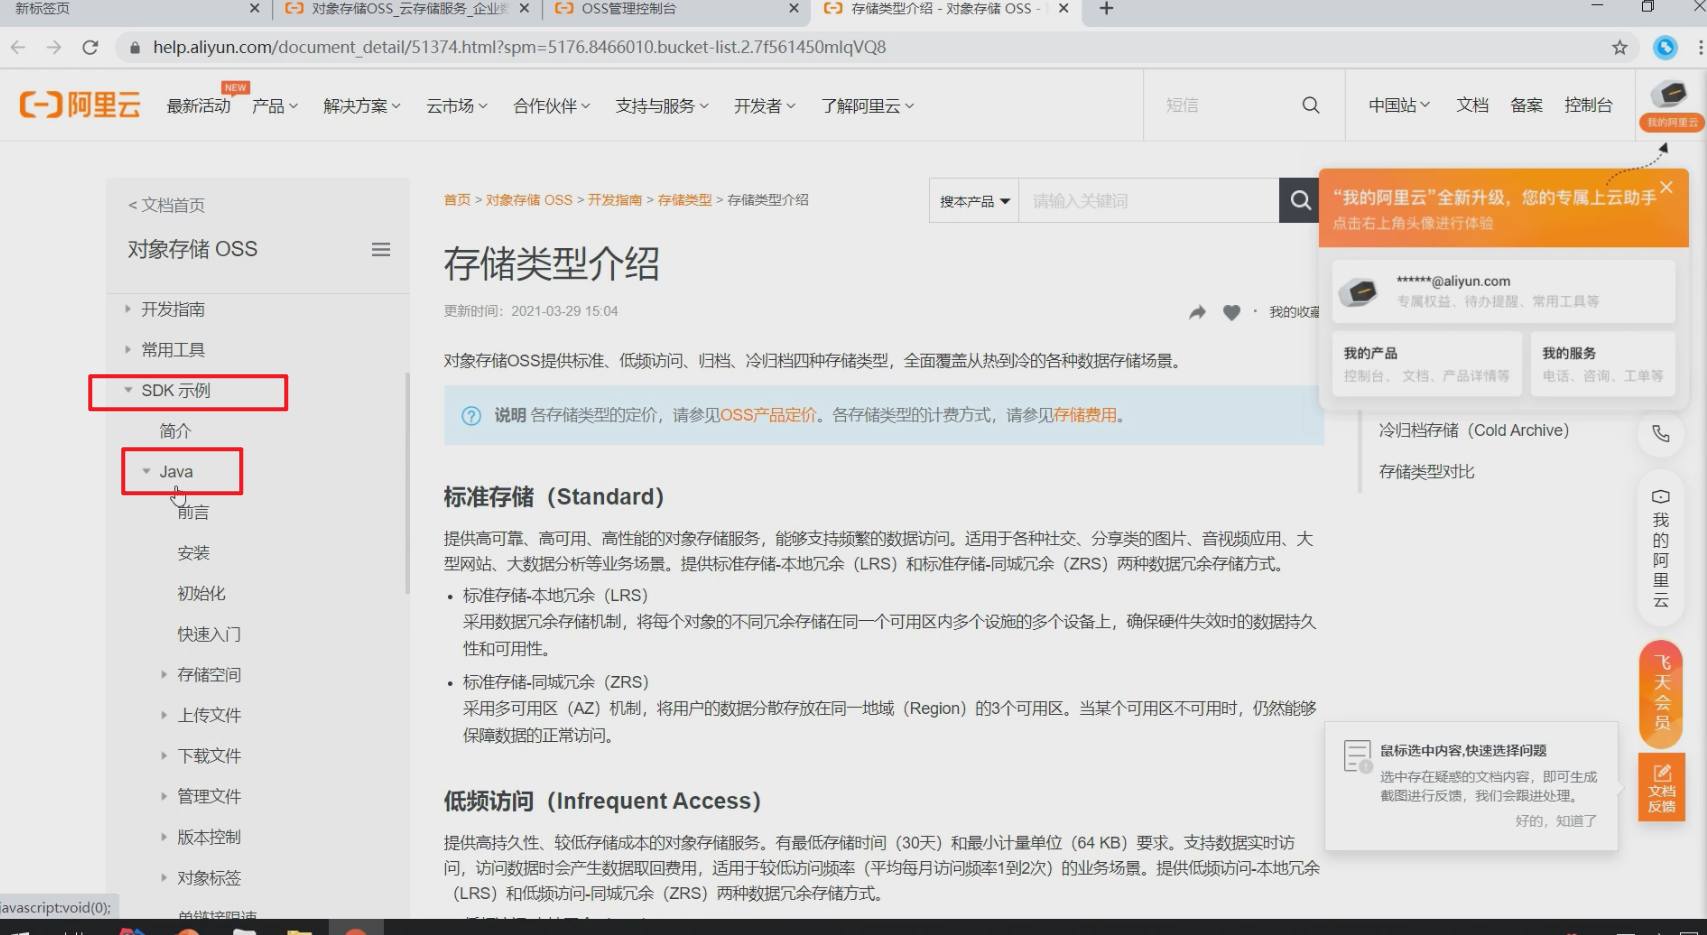 新标签页
对象存储OSS_云存储服务_企业
OSS管理控制台
存储类型介绍 - 对象存储 OSS -
help.aliyun.com/document_detail/51374.html?spm=5176.8466010.bucket-list.2.7f561450mlqVQ8
阿里云
最新活动
NEW
产品
解决方案
云市场
合作伙伴
支持与服务
开发者
了解阿里云
短信
中国站
文档
备案
控制台
我的阿里云
< 文档首页
对象存储 OSS
开发指南
常用工具
SDK 示例
简介
Java
前言
安装
初始化
快速入门
存储空间
上传文件
下载文件
管理文件
版本控制
对象标签
单链接限速
javascript:void(0);
首页 > 对象存储 OSS > 开发指南 > 存储类型 > 存储类型介绍
搜本产品
请输入关键词
存储类型介绍
更新时间：2021-03-29 15:04
我的收藏
对象存储OSS提供标准、低频访问、归档、冷归档四种存储类型，全面覆盖从热到冷的各种数据存储场景。
说明 各存储类型的定价，请参见OSS产品定价。各存储类型的计费方式，请参见存储费用。
标准存储（Standard）
提供高可靠、高可用、高性能的对象存储服务，能够支持频繁的数据访问。适用于各种社交、分享类的图片、音视频应用、大
型网站、大数据分析等业务场景。提供标准存储-本地冗余（LRS）和标准存储-同城冗余（ZRS）两种数据冗余存储方式。
• 标准存储-本地冗余（LRS）
采用数据冗余存储机制，将每个对象的不同冗余存储在同一个可用区内多个设施的多个设备上，确保硬件失效时的数据持久
性和可用性。
• 标准存储-同城冗余（ZRS）
采用多可用区（AZ）机制，将用户的数据分散存放在同一地域（Region）的3个可用区。当某个可用区不可用时，仍然能够
保障数据的正常访问。
低频访问（Infrequent Access）
提供高持久性、较低存储成本的对象存储服务。有最低存储时间（30天）和最小计量单位（64 KB）要求。支持数据实时访
问，访问数据时会产生数据取回费用，适用于较低访问频率（平均每月访问频率1到2次）的业务场景。提供低频访问-本地冗余
（LRS）和低频访问-同城冗余（ZRS）两种数据冗余存储方式。
“我的阿里云”全新升级，您的专属上云助手
点击右上角头像进行体验
******@aliyun.com
专属权益、待办提醒、常用工具等
我的产品
控制台、文档、产品详情等
我的服务
电话、咨询、工单等
冷归档存储（Cold Archive）
存储类型对比
我的阿里云
飞天会员
鼠标选中内容,快速选择问题
选中存在疑惑的文档内容，即可生成
截图进行反馈，我们会跟进处理。
好的，知道了
文档
反馈